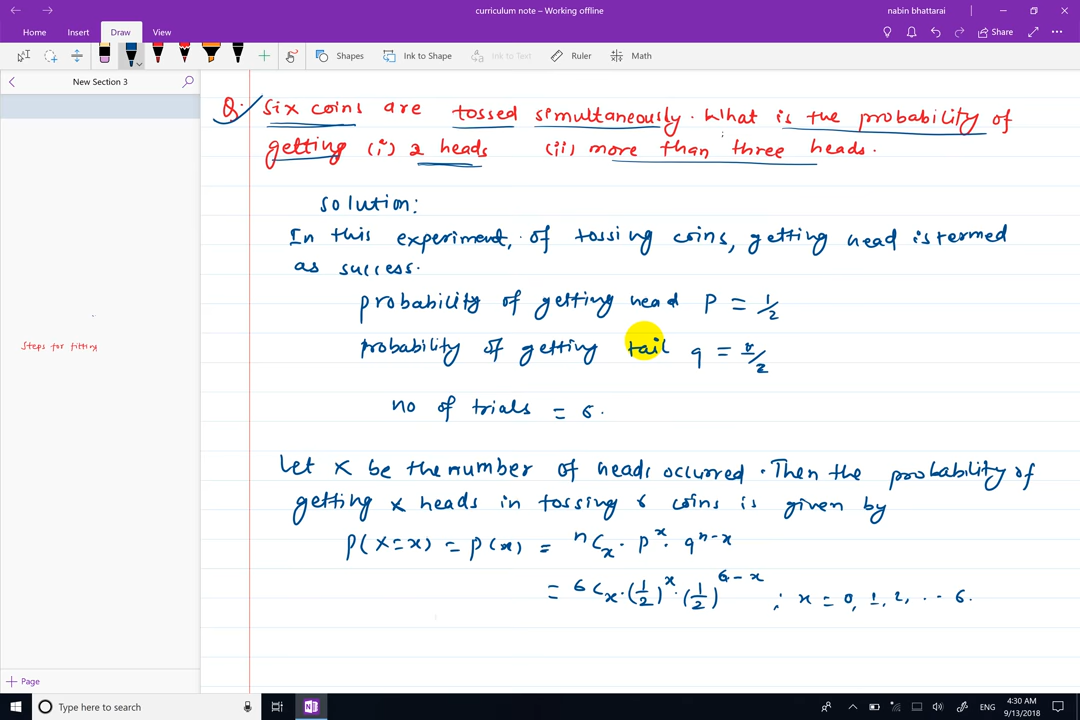 curriculum note – Working offline
nabin bhattarai
Home Insert Draw View
Share
Shapes Ink to Shape Ink to Text Ruler Math
New Section 3
Q. Six coins are tossed simultaneously. What is the probability of
getting (i) 2 heads (ii) more than three heads.
solution:
In this experiment, of tossing coins, getting head is termed
as success.
probability of getting head P = 1/2
Steps for fitting
probability of getting tail q = 1/2
no of trials = 6.
Let X be the number of heads occurred. Then the probability of
getting x heads in tossing 6 coins is given by
P(X=x) = p(x) = ⁿCₓ · pˣ · qⁿ⁻ˣ
= 6Cₓ · (1/2)ˣ · (1/2)⁶⁻ˣ ; x = 0, 1, 2, ... 6.
+ Page
Type here to search
ENG
4:30 AM
9/13/2018